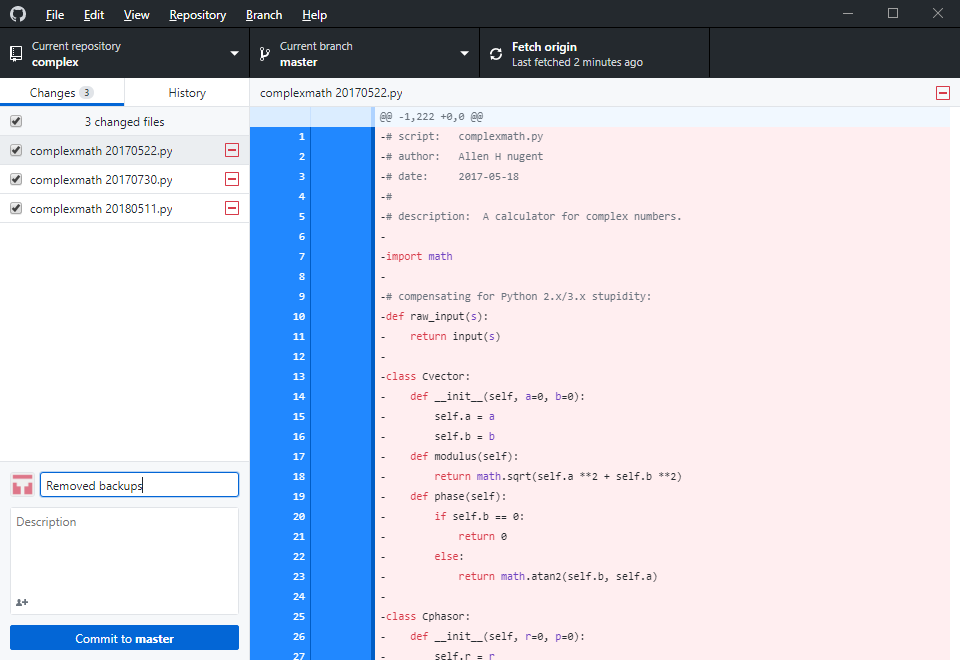 File Edit View Repository Branch Help
Current repository
complex
Current branch
master
Fetch origin
Last fetched 2 minutes ago
Changes 3 History
3 changed files
complexmath 20170522.py
complexmath 20170730.py
complexmath 20180511.py
Removed backups
Description
Commit to master
complexmath 20170522.py
@@ -1,222 +0,0 @@
1 -# script:   complexmath.py
2 -# author:   Allen H nugent
3 -# date:     2017-05-18
4 -#
5 -# description:  A calculator for complex numbers.
6 -
7 -import math
8 -
9 -# compensating for Python 2.x/3.x stupidity:
10 -def raw_input(s):
11 -    return input(s)
12 -
13 -class Cvector:
14 -    def __init__(self, a=0, b=0):
15 -        self.a = a
16 -        self.b = b
17 -    def modulus(self):
18 -        return math.sqrt(self.a **2 + self.b **2)
19 -    def phase(self):
20 -        if self.b == 0:
21 -            return 0
22 -        else:
23 -            return math.atan2(self.b, self.a)
24 -
25 -class Cphasor:
26 -    def __init__(self, r=0, p=0):
27 -        self.r = r